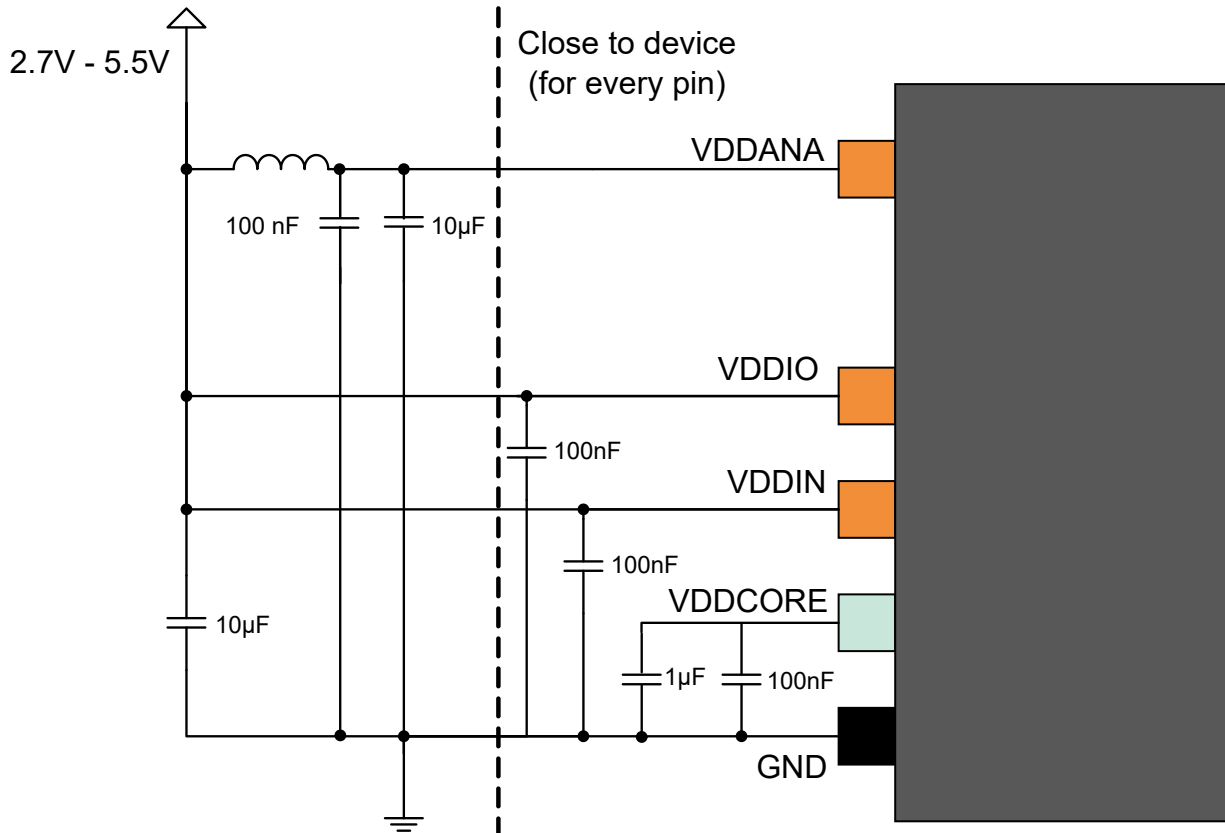 2.7V - 5.5V
Close to device
(for every pin)
VDDANA
100 nF
10µF
VDDIO
100nF
VDDIN
100nF
VDDCORE
10µF
1µF
100nF
GND